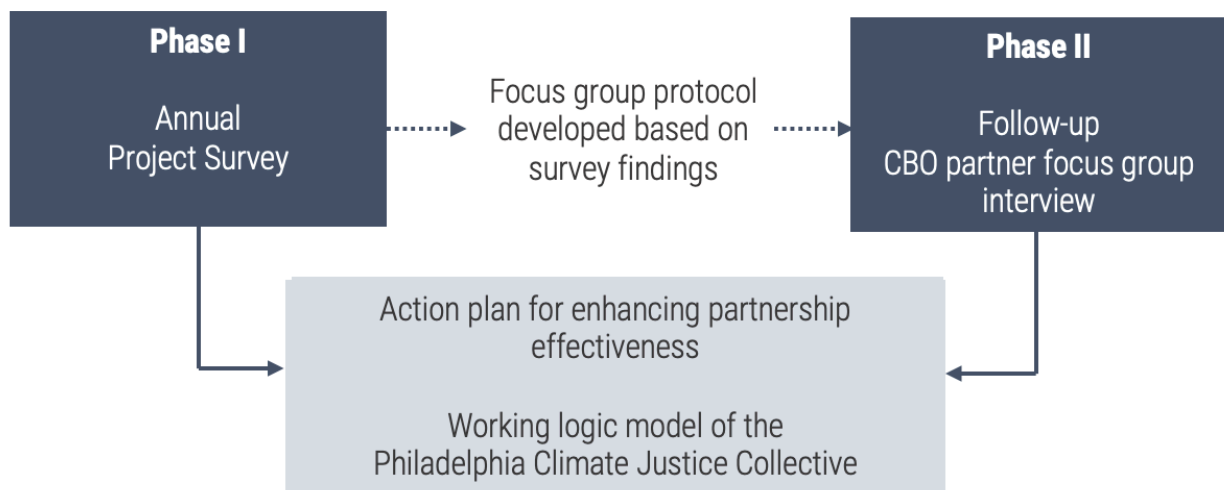 Phase I
Annual
Project Survey
Focus group protocol
developed based on
survey findings
Phase II
Follow-up
CBO partner focus group
interview
Action plan for enhancing partnership
effectiveness
Working logic model of the
Philadelphia Climate Justice Collective